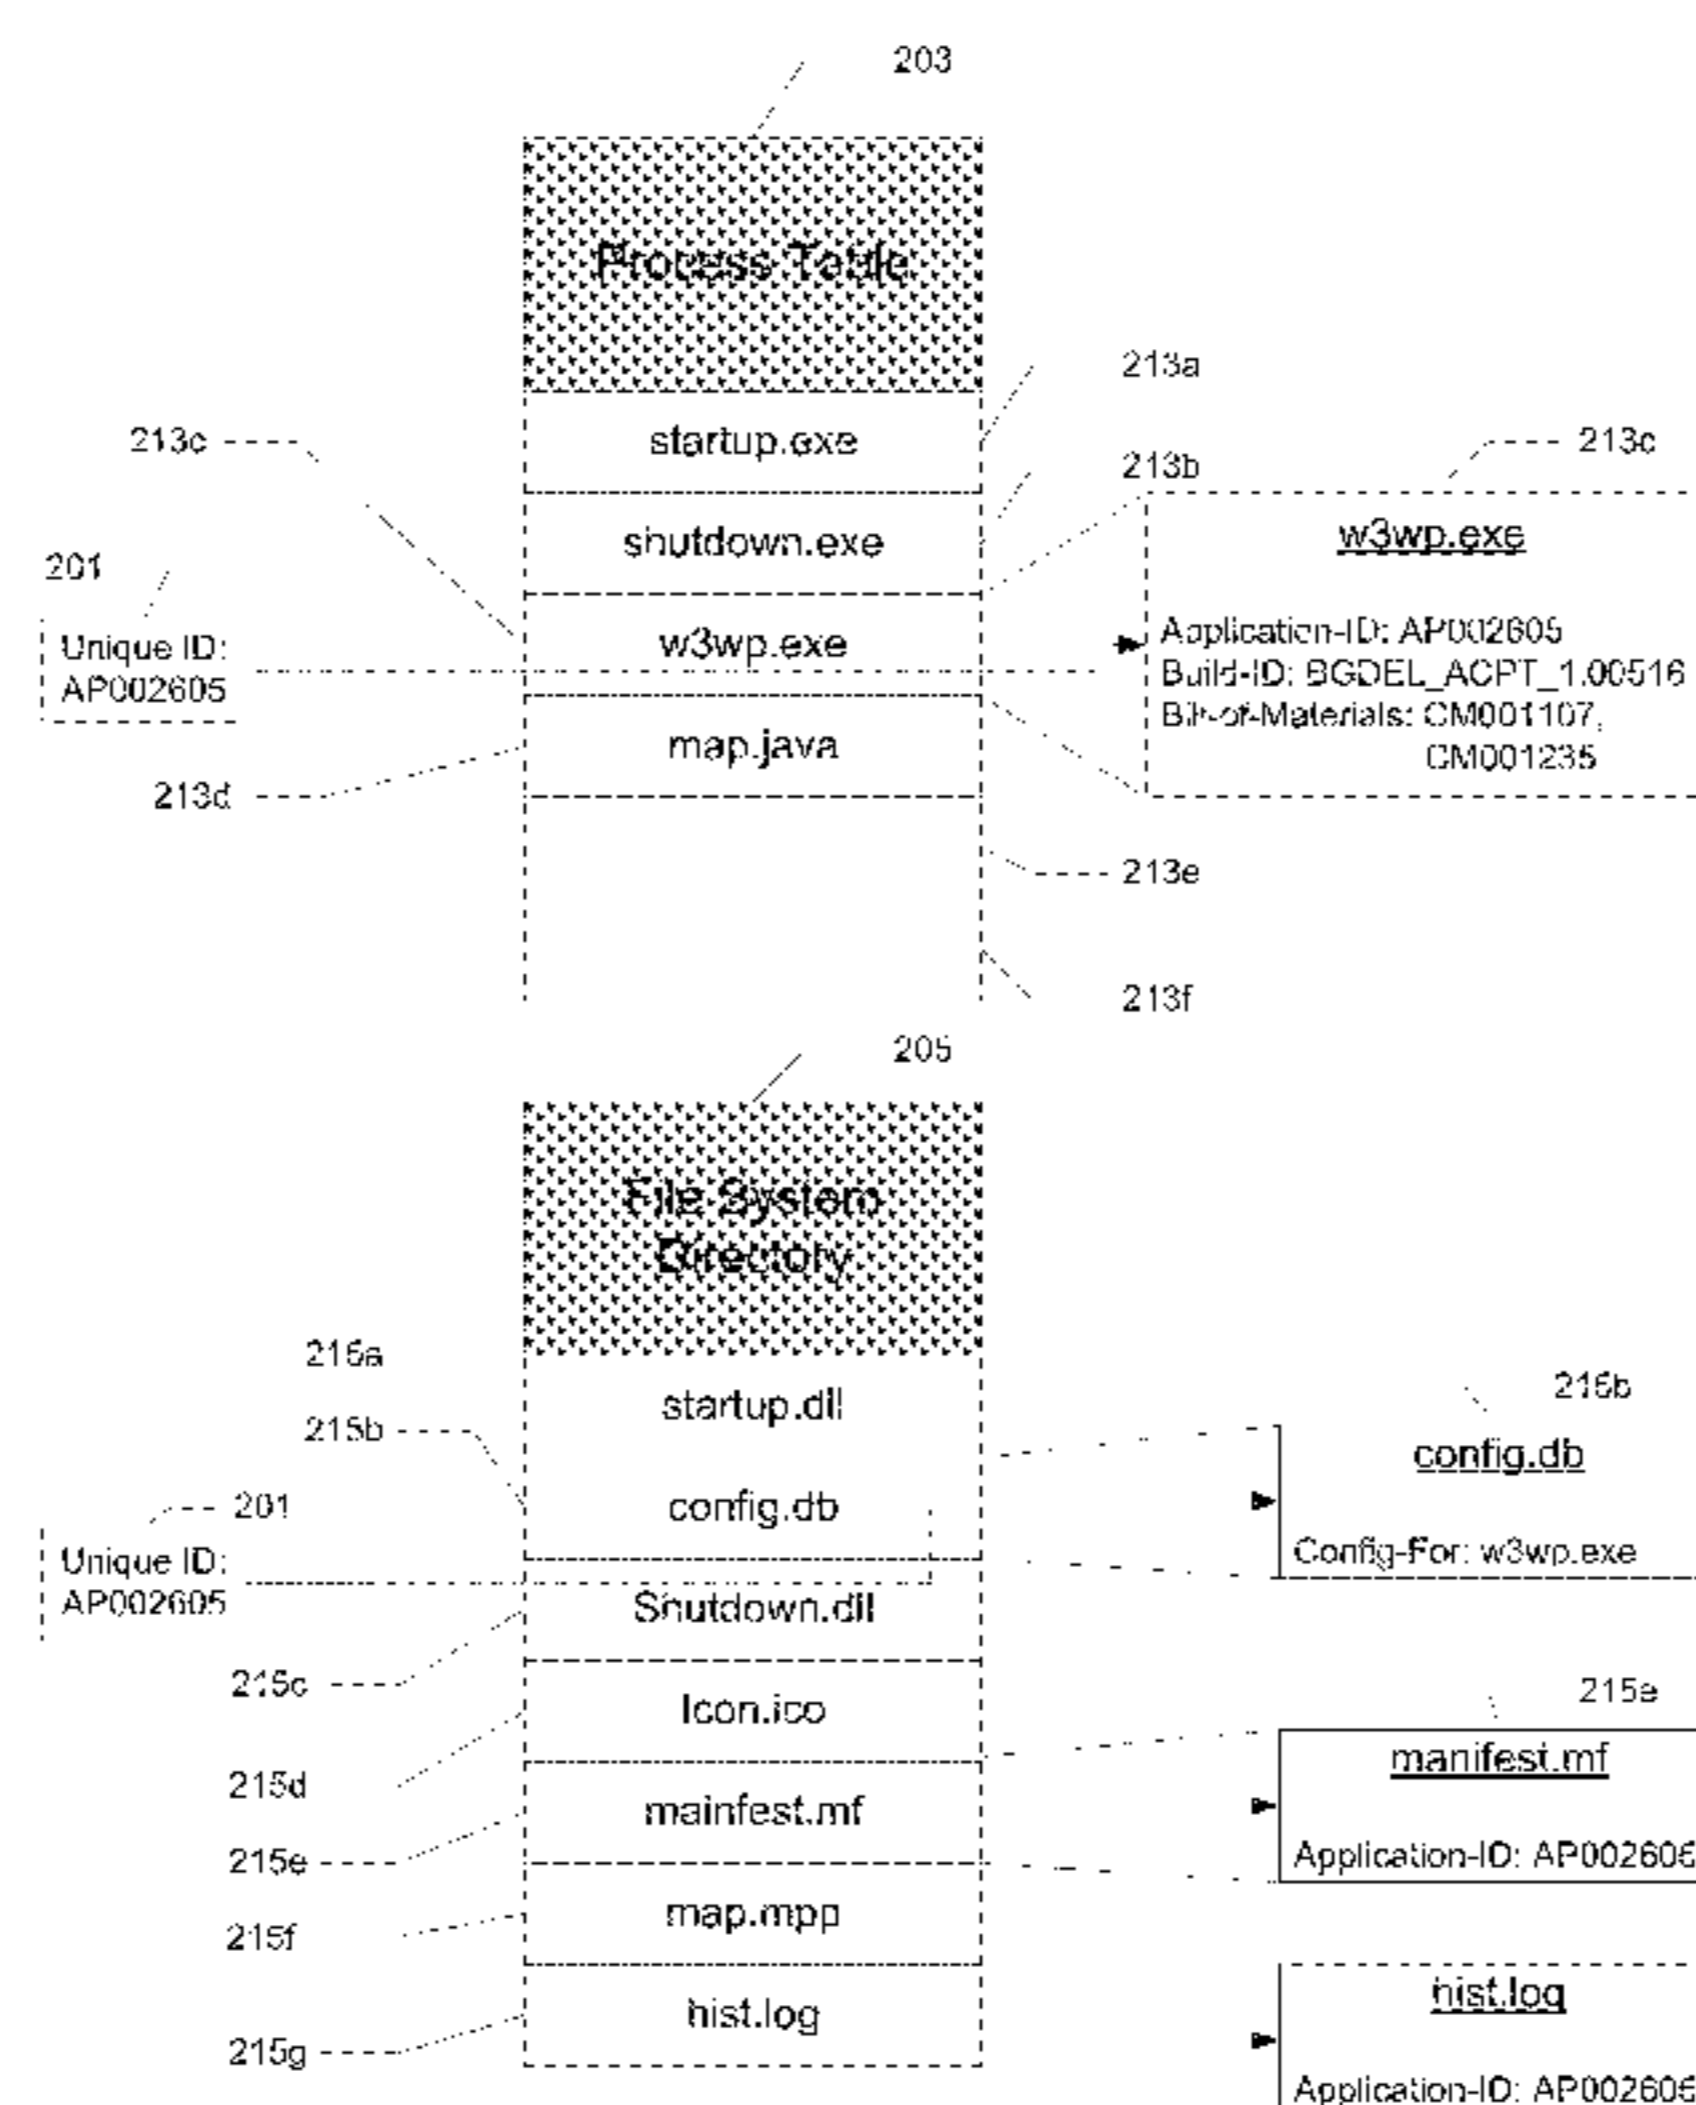 203
Process Table
213a
startup.exe
213c
213c
213b
shutdown.exe
w3wp.exe
201
Unique ID:
AP002605
w3wp.exe
Application-ID: AP002605
Build-ID: BGDEL_ACPT_1.00516
Bill-of-Materials: CM001107,
CM001235
map.java
213d
213e
213f
205
File System
Directory
215a
startup.dll
215b
215b
config.db
config.db
201
Unique ID:
AP002605
Config-For: w3wp.exe
Shutdown.dll
215c
Icon.ico
215e
215d
manifest.mf
mainfest.mf
215e
Application-ID: AP002605
map.mpp
215f
hist.log
hist.log
215g
Application-ID: AP002605